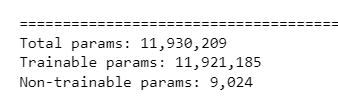 =====================================
Total params: 11,930,209
Trainable params: 11,921,185
Non-trainable params: 9,024